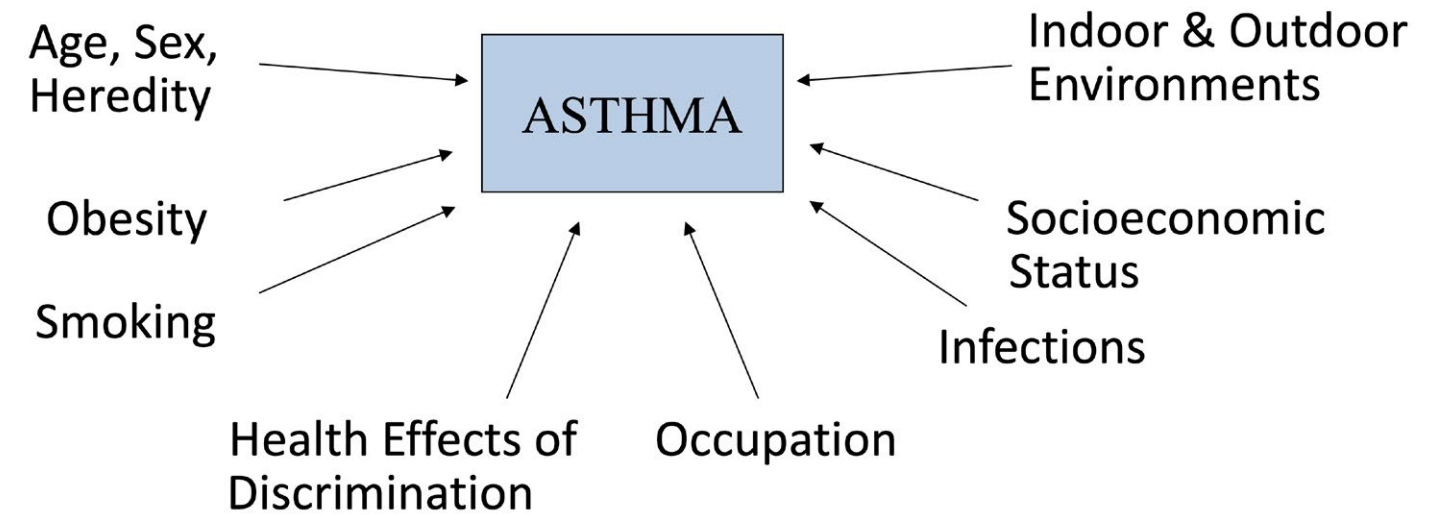 Age, Sex,
Heredity
ASTHMA
Indoor & Outdoor
Environments
Obesity
Socioeconomic
Status
Smoking
Infections
Health Effects of
Discrimination
Occupation